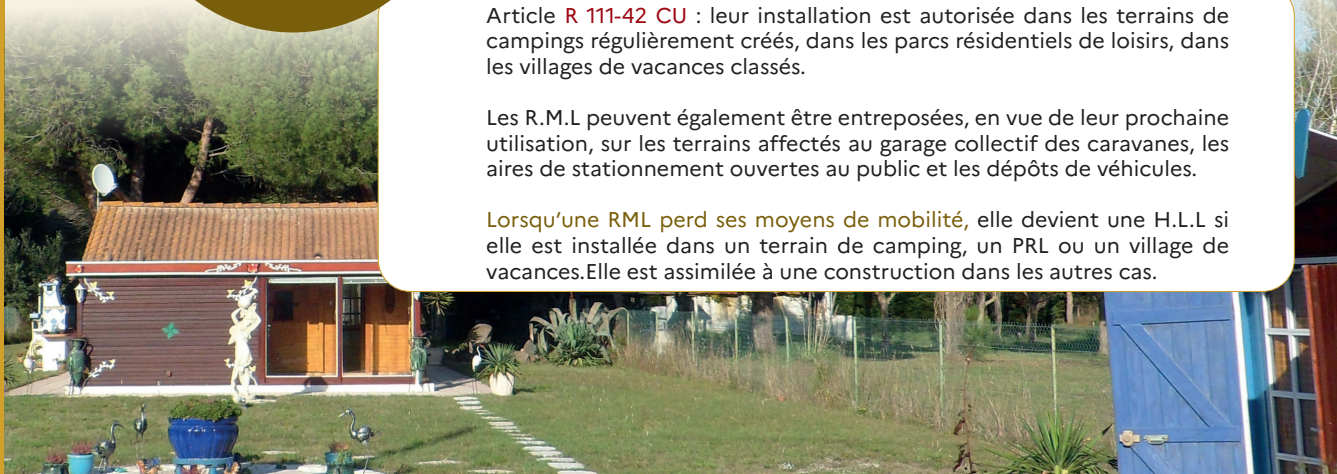 Article R 111-42 CU : leur installation est autorisée dans les terrains de
campings régulièrement créés, dans les parcs résidentiels de loisirs, dans
les villages de vacances classés.
Les R.M.L peuvent également être entreposées, en vue de leur prochaine
utilisation, sur les terrains affectés au garage collectif des caravanes, les
aires de stationnement ouvertes au public et les dépôts de véhicules.
Lorsqu'une RML perd ses moyens de mobilité, elle devient une H.L.L si
elle est installée dans un terrain de camping, un PRL ou un village de
vacances.Elle est assimilée à une construction dans les autres cas.